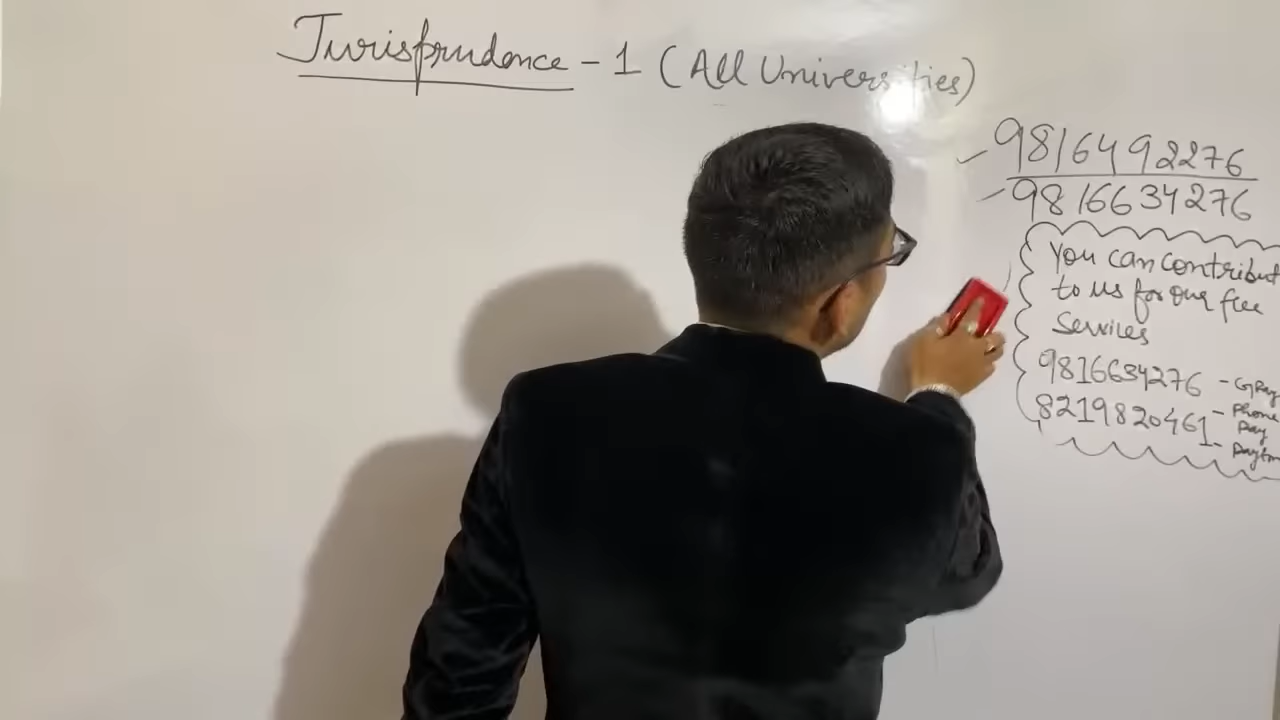 Jurisprudence - 1 (All Universities)
9816492276
9816634276
You can contribut
to us for our free
Services
9816634276 - GPay
8219820461 - Phone
Pay
- Paytm